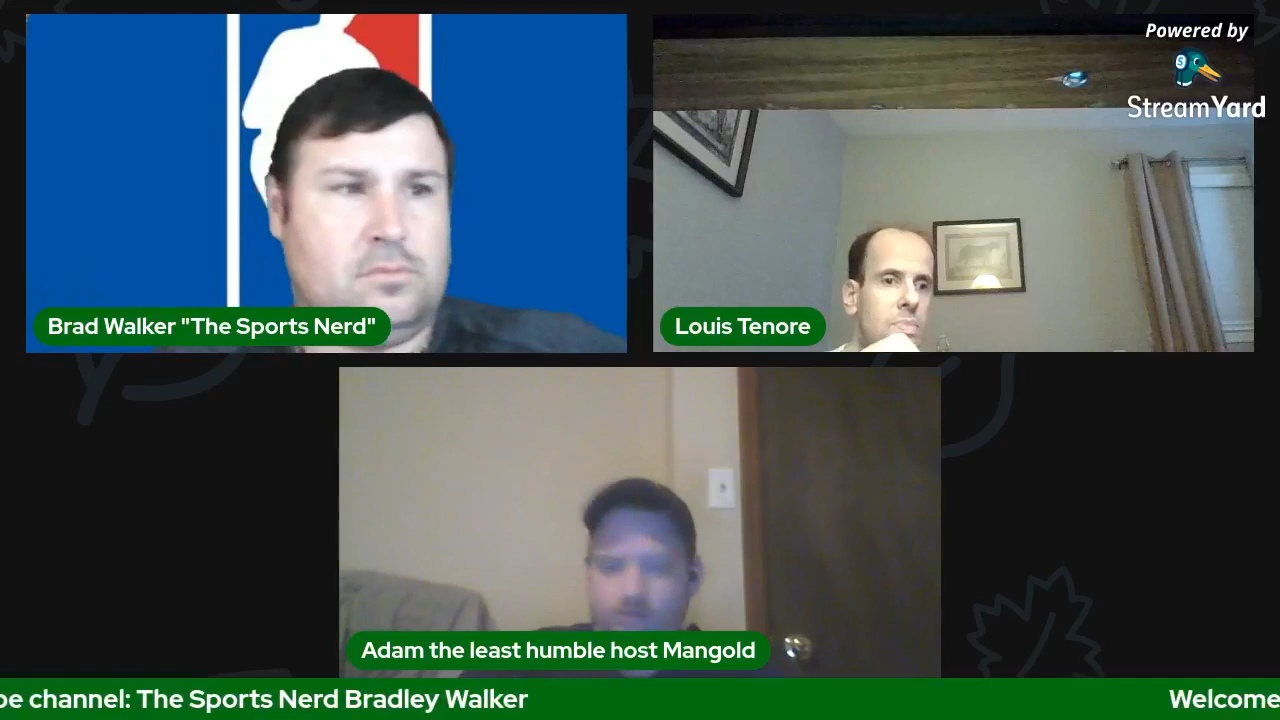 Powered by
StreamYard
Brad Walker "The Sports Nerd"
Louis Tenore
Adam the least humble host Mangold
be channel: The Sports Nerd Bradley Walker
Welcome